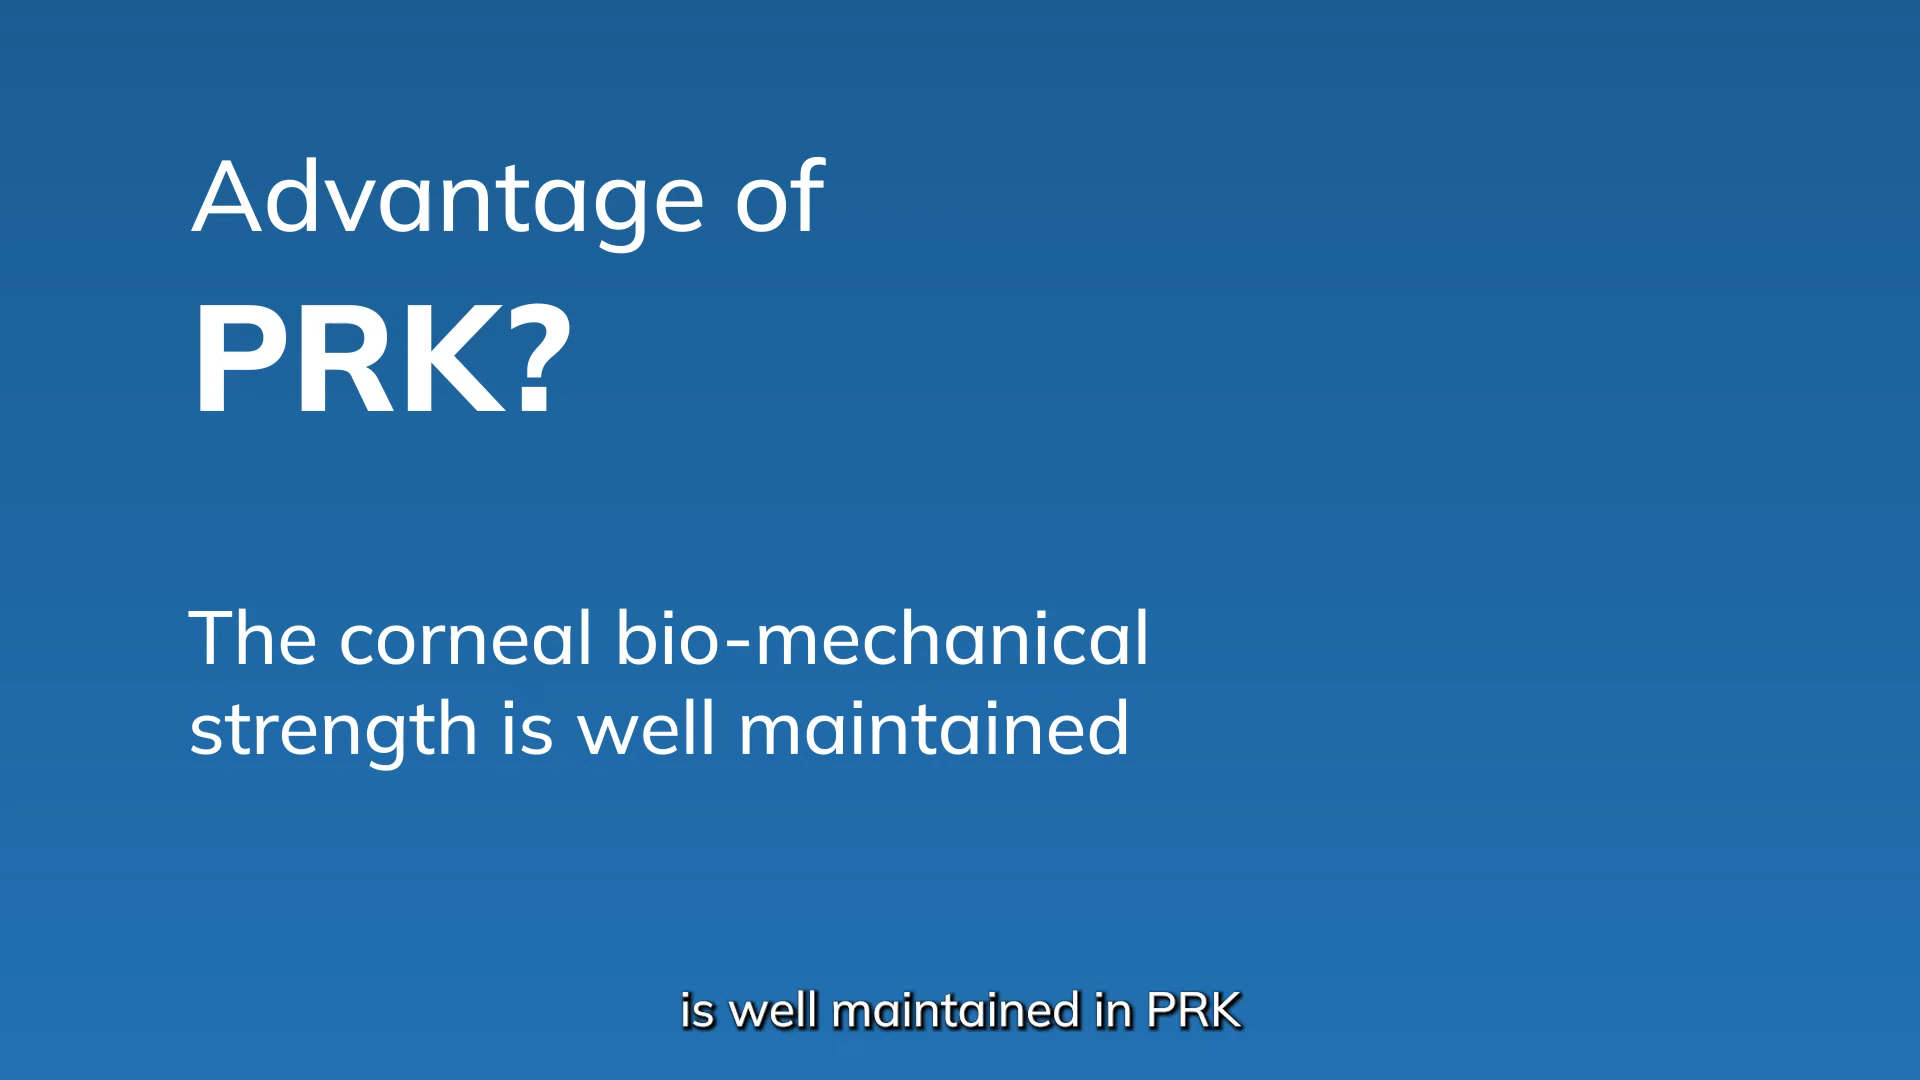 Advantage of
PRK?
The corneal bio-mechanical
strength is well maintained
is well maintained in PRK